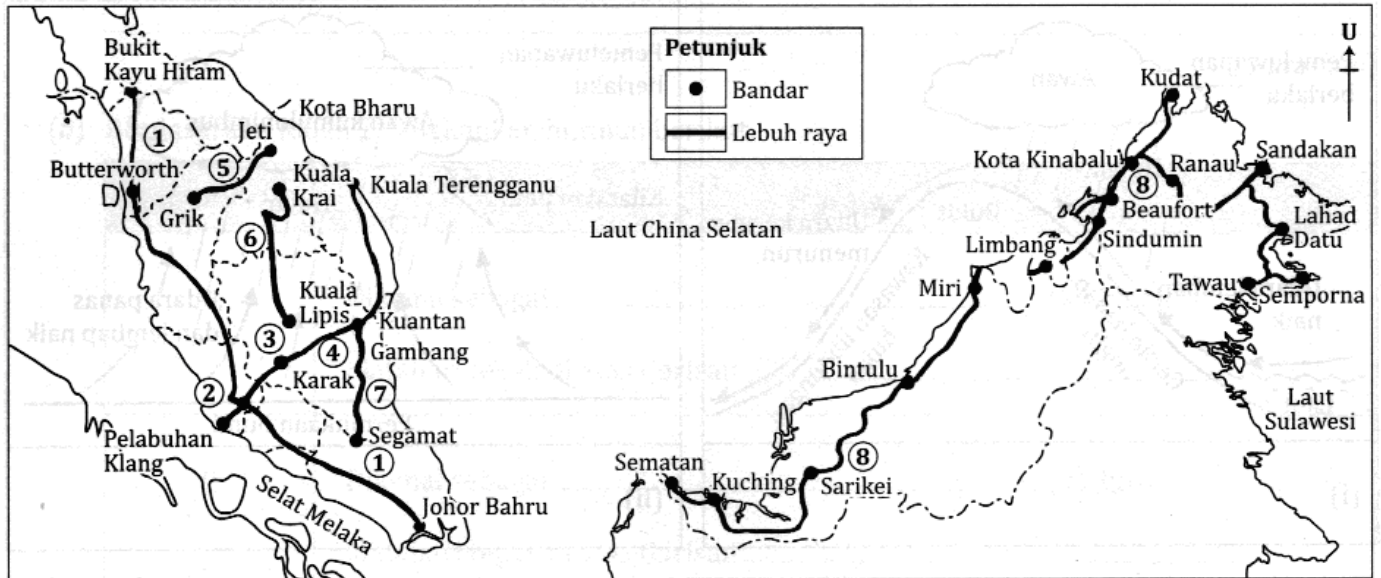 Bukit
Kayu Hitam
①
Kota Bharu
Jeti
⑤
Butterworth
Grik
Kuala
Krai
Kuala Terengganu
⑥
Kuala
Lipis
Kuantan
③
④
Gambang
Karak
②
⑦
Pelabuhan
Klang
Segamat
①
Selat Melaka
Johor Bahru
Petunjuk
Bandar
Lebuh raya
U
Kudat
Kota Kinabalu
Ranau
Sandakan
⑧
Beaufort
Laut China Selatan
Lahad
Datu
Limbang
Sindumin
Miri
Tawau
Semporna
Bintulu
Laut
Sulawesi
Sematan
Kuching
⑧
Sarikei